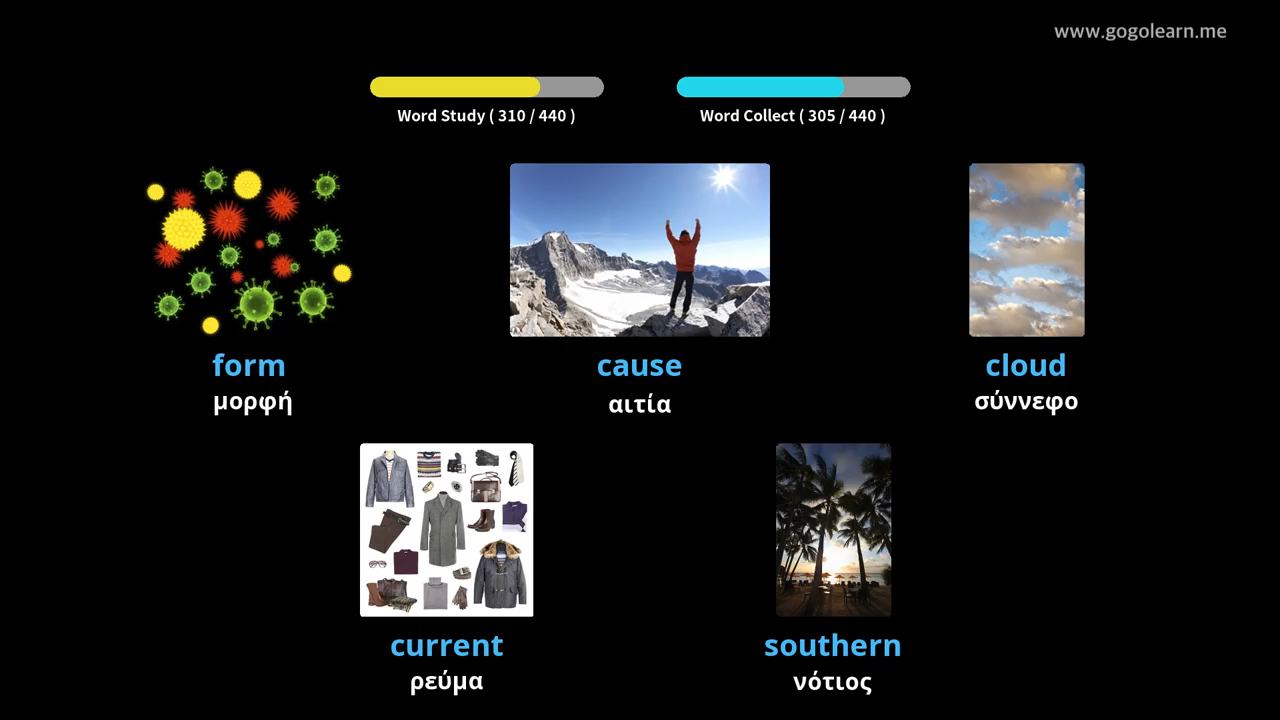 www.gogolearn.me
Word Study ( 310 / 440 )
Word Collect ( 305 / 440 )
form
μορφή
cause
αιτία
cloud
σύννεφο
current
ρεύμα
southern
νότιος